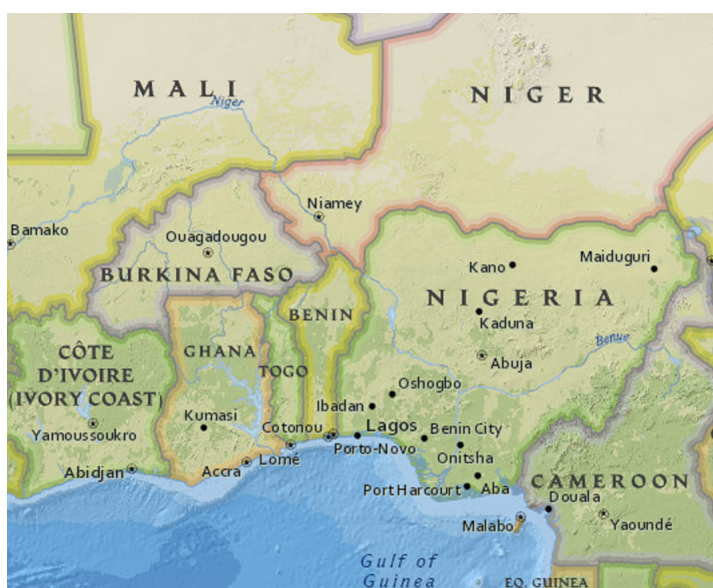 MALI
Niger
NIGER
Niamey
Bamako
Ouagadougou
Maiduguri
Kano
BURKINA FASO
NIGERIA
BENIN
Kaduna
Benue
GHANA
CÔTE
D'IVOIRE
(IVORY COAST)
TOGO
Abuja
Oshogbo
Ibadan
Kumasi
Cotonou
Lagos
Benin City
Yamoussoukro
Porto-Novo
Onitsha
Abidjan
Accra
Lomé
CAMEROON
Port Harcourt
Aba
Douala
Malabo
Yaoundé
Gulf of
Guinea
EQ. GUINEA